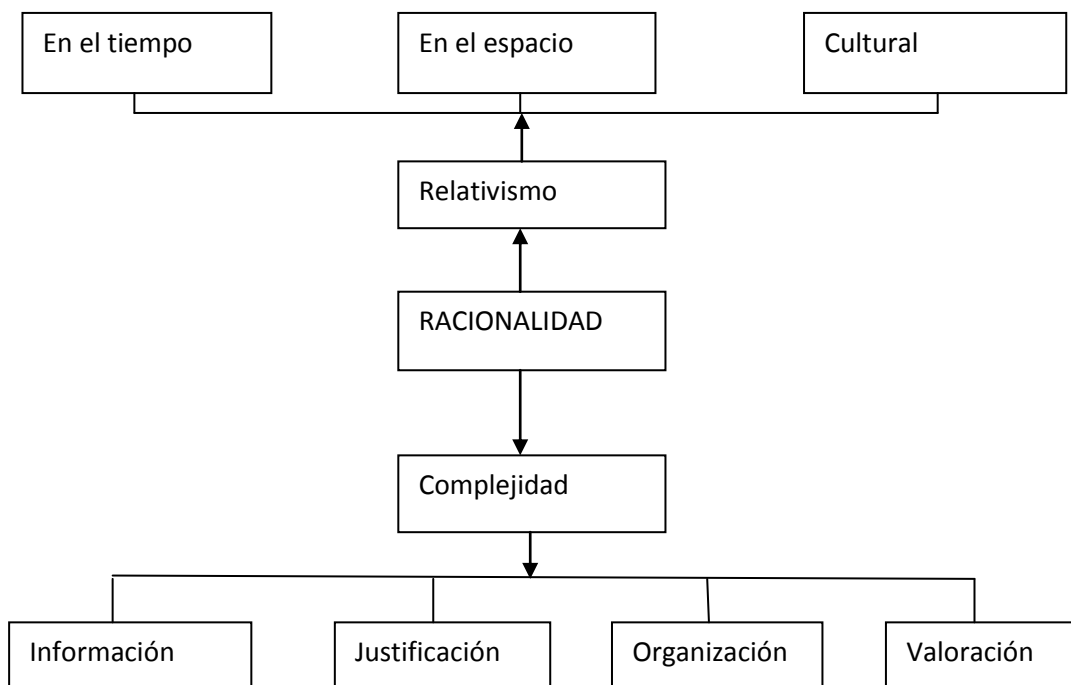 En el tiempo
En el espacio
Cultural
Relativismo
RACIONALIDAD
Complejidad
Información
Justificación
Organización
Valoración